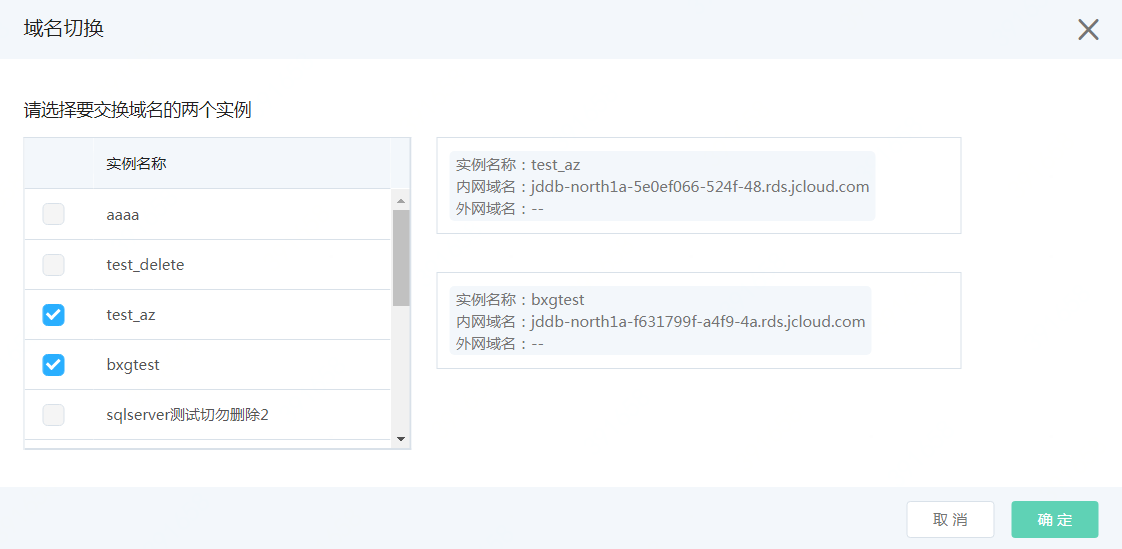 域名切换
请选择要交换域名的两个实例
实例名称
aaaa
test_delete
test_az
bxgtest
sqlserver测试切勿删除2
实例名称：test_az
内网域名：jddb-north1a-5e0ef066-524f-48.rds.jcloud.com
外网域名：--
实例名称：bxgtest
内网域名：jddb-north1a-f631799f-a4f9-4a.rds.jcloud.com
外网域名：--
取 消
确 定